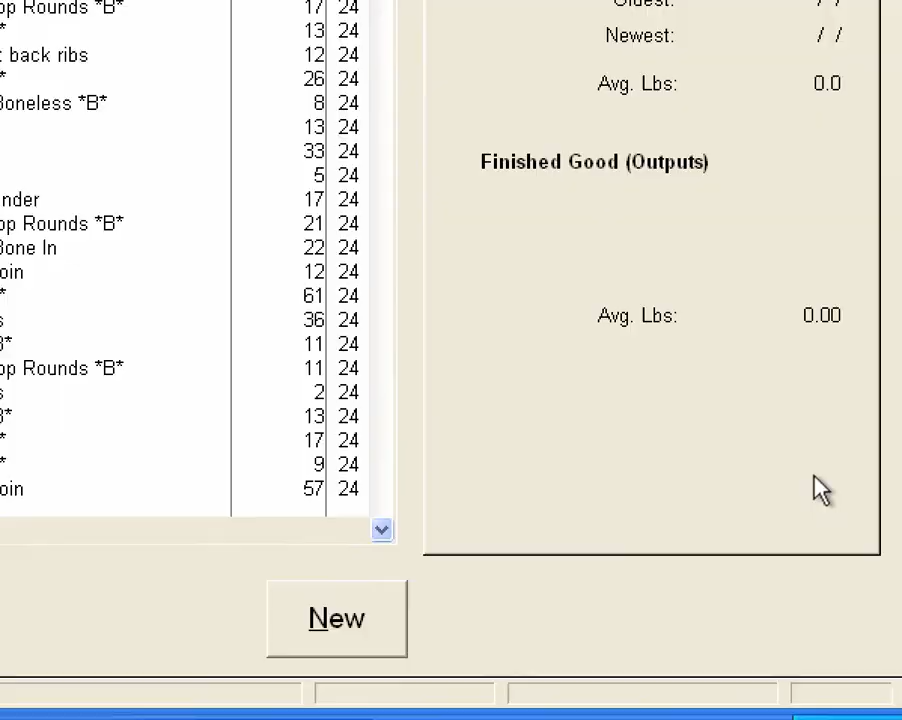 op Rounds *B* 17 24
* 13 24
: back ribs 12 24
* 26 24
Boneless *B* 8 24
13 24
33 24
5 24
nder 17 24
op Rounds *B* 21 24
Bone In 22 24
oin 12 24
* 61 24
s 36 24
B* 11 24
op Rounds *B* 11 24
s 2 24
B* 13 24
* 17 24
* 9 24
oin 57 24
Oldest: / /
Newest: / /
Avg. Lbs: 0.0
Finished Good (Outputs)
Avg. Lbs: 0.00
New